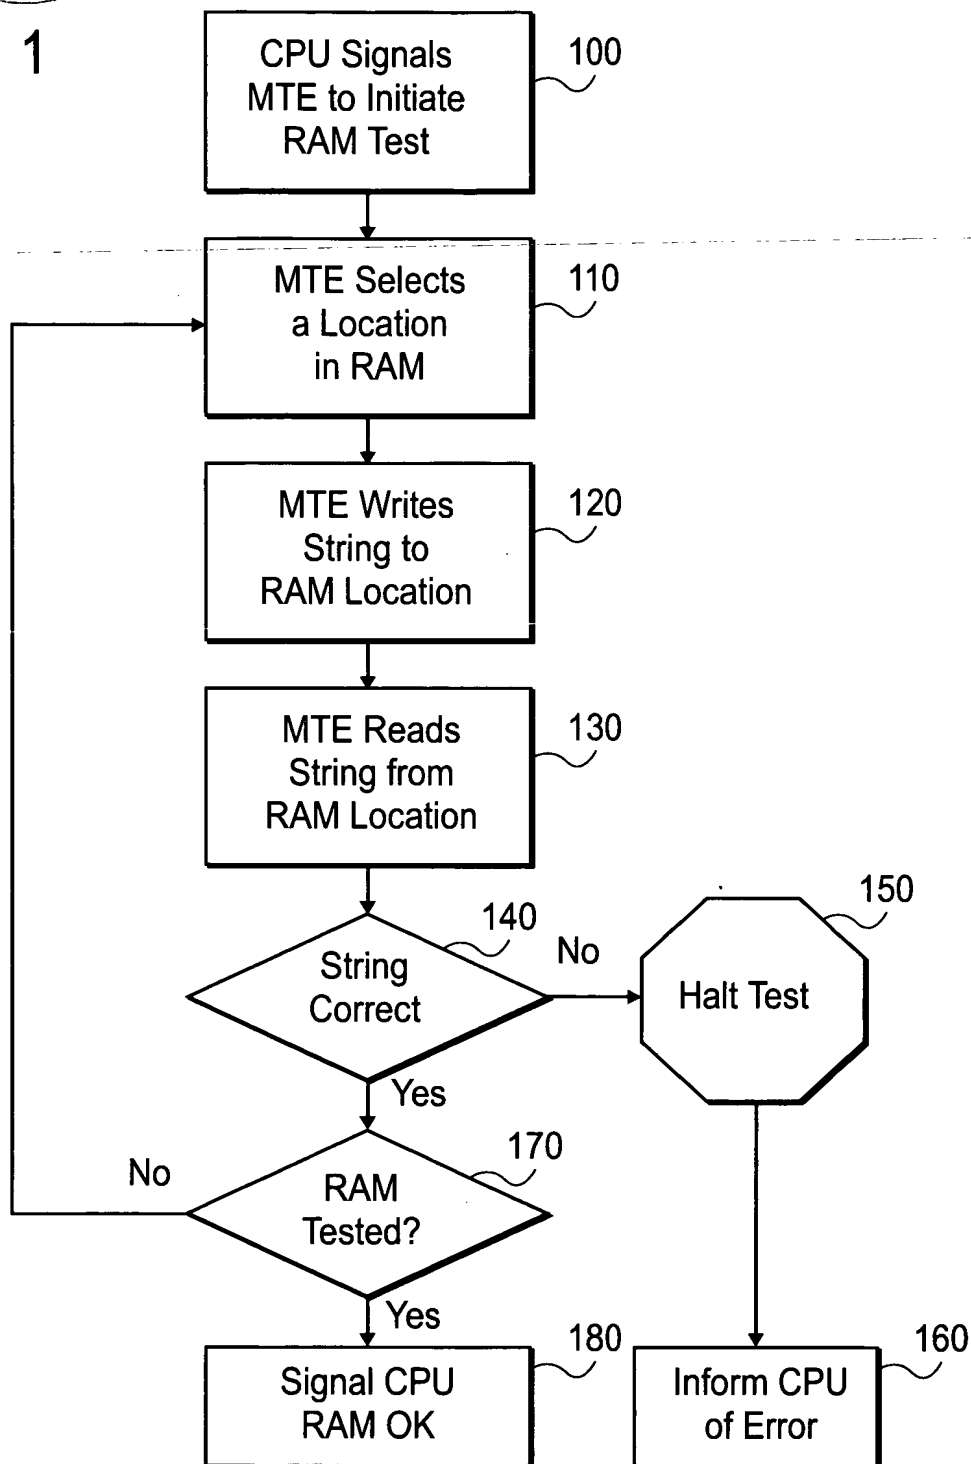 1
CPU Signals
MTE to Initiate
RAM Test
100
MTE Selects
a Location
in RAM
110
MTE Writes
String to
RAM Location
120
MTE Reads
String from
RAM Location
130
String
Correct
140
No
Halt Test
150
Yes
RAM
Tested?
170
No
Yes
Signal CPU
RAM OK
180
Inform CPU
of Error
160